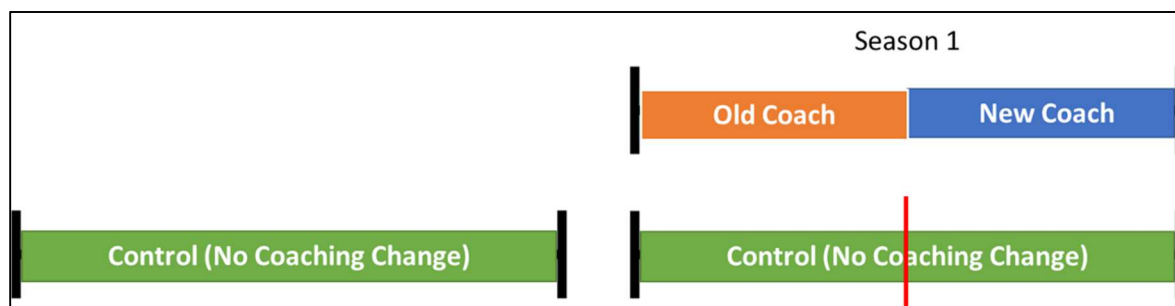 Season 1
Old Coach
New Coach
Control (No Coaching Change)
Control (No Coaching Change)